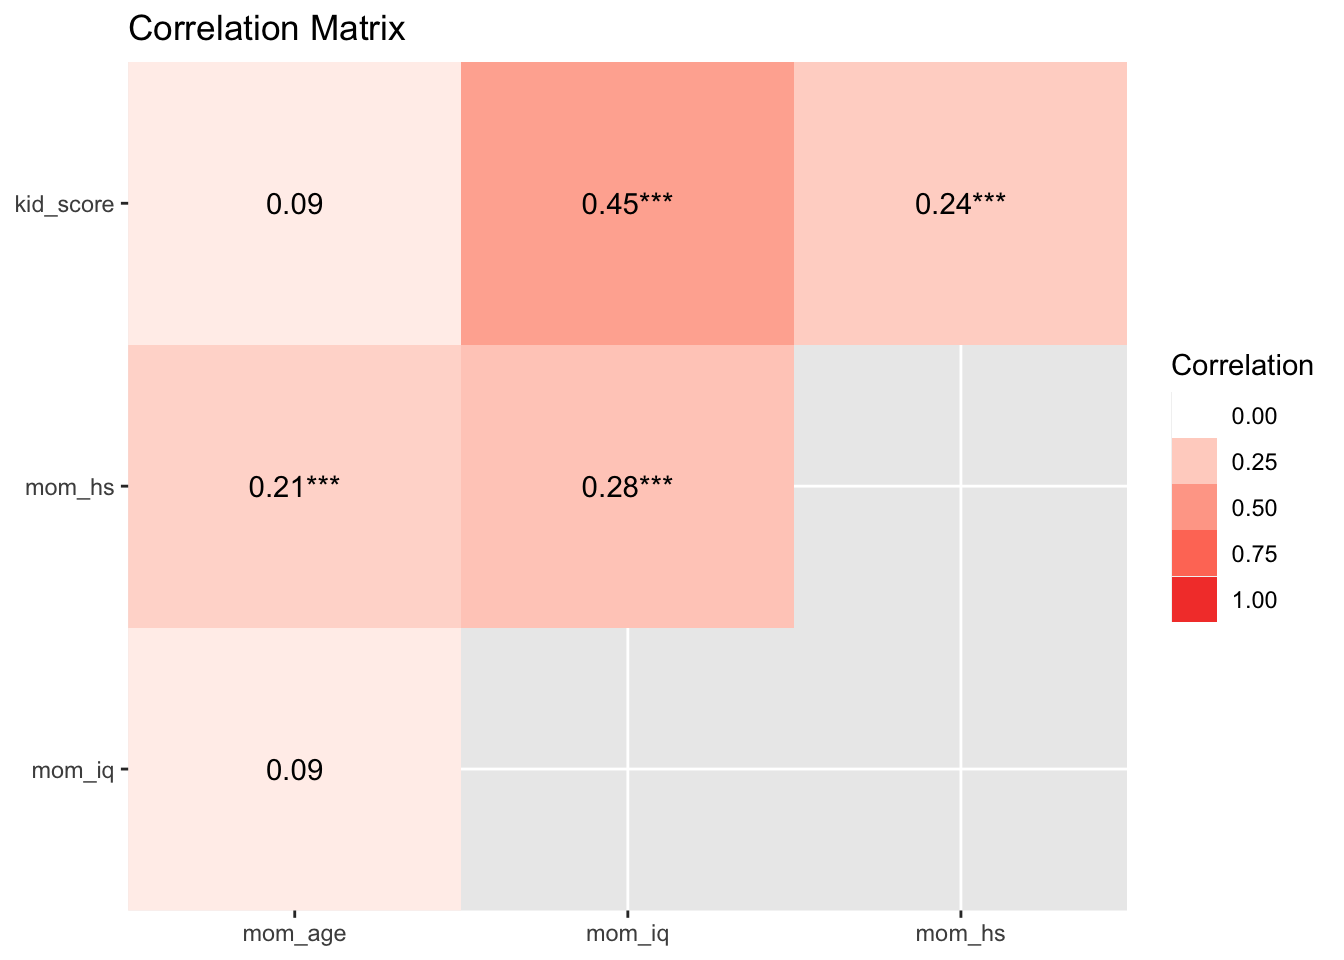 Correlation Matrix
kid_score
0.09
0.45***
0.24***
mom_hs
0.21***
0.28***
mom_iq
0.09
mom_age
mom_iq
mom_hs
Correlation
0.00
0.25
0.50
0.75
1.00